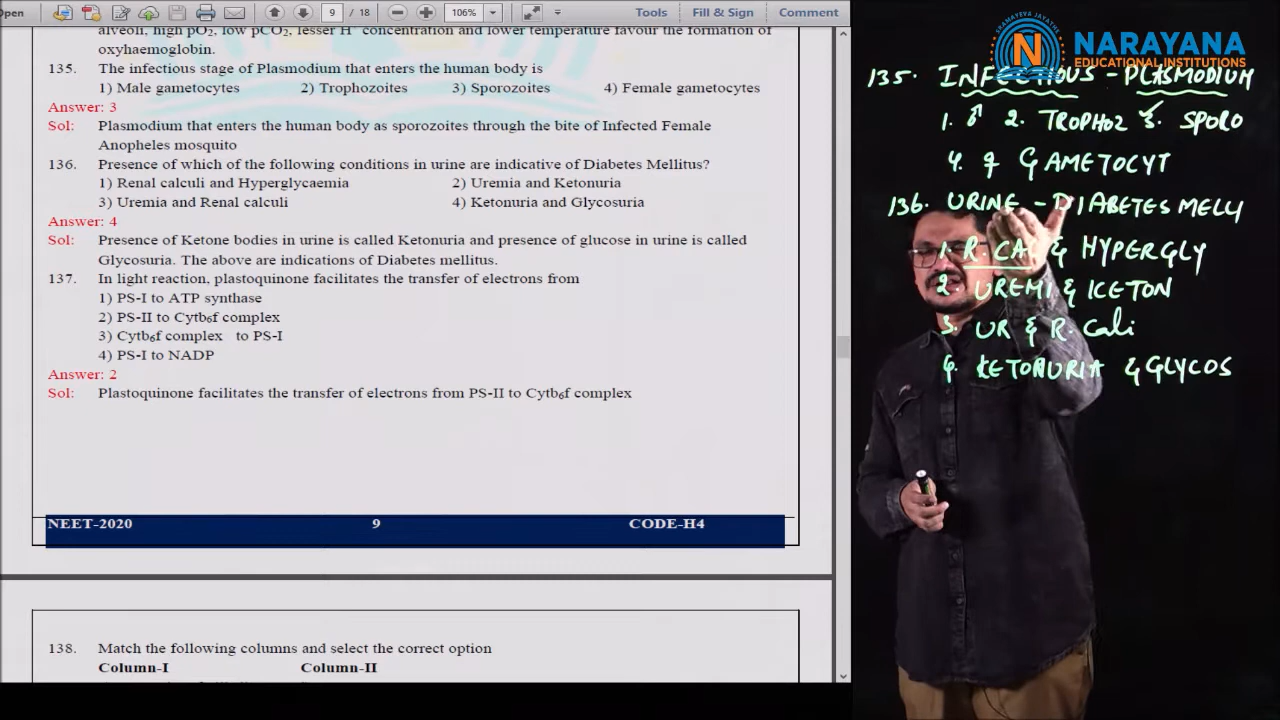 Open
9 / 18
106%
Tools
Fill & Sign
Comment
alveoli, high pO2, low pCO2, lesser H+ concentration and lower temperature favour the formation of
oxyhaemoglobin.
135. The infectious stage of Plasmodium that enters the human body is
1) Male gametocytes 2) Trophozoites 3) Sporozoites 4) Female gametocytes
Answer: 3
Sol: Plasmodium that enters the human body as sporozoites through the bite of Infected Female
Anopheles mosquito
136. Presence of which of the following conditions in urine are indicative of Diabetes Mellitus?
1) Renal calculi and Hyperglycaemia 2) Uremia and Ketonuria
3) Uremia and Renal calculi 4) Ketonuria and Glycosuria
Answer: 4
Sol: Presence of Ketone bodies in urine is called Ketonuria and presence of glucose in urine is called
Glycosuria. The above are indications of Diabetes mellitus.
137. In light reaction, plastoquinone facilitates the transfer of electrons from
1) PS-I to ATP synthase
2) PS-II to Cytb6f complex
3) Cytb6f complex to PS-I
4) PS-I to NADP
Answer: 2
Sol: Plastoquinone facilitates the transfer of electrons from PS-II to Cytb6f complex
NEET-2020 9 CODE-H4
138. Match the following columns and select the correct option
Column-I Column-II
SRAMAYEVA JAYATHE
N
NARAYANA
EDUCATIONAL INSTITUTIONS
135. INFECTIOUS - PLASMODIUM
1. ♂ 2. TROPHOZ 3. SPORO
4. ♀ GAMETOCYT
136. URINE - DIABETES MELLY
1. R. CAL & HYPERGLY
2. UREMI & KETON
3. UR & R. Cali
4. KETONURIA & GLYCOS